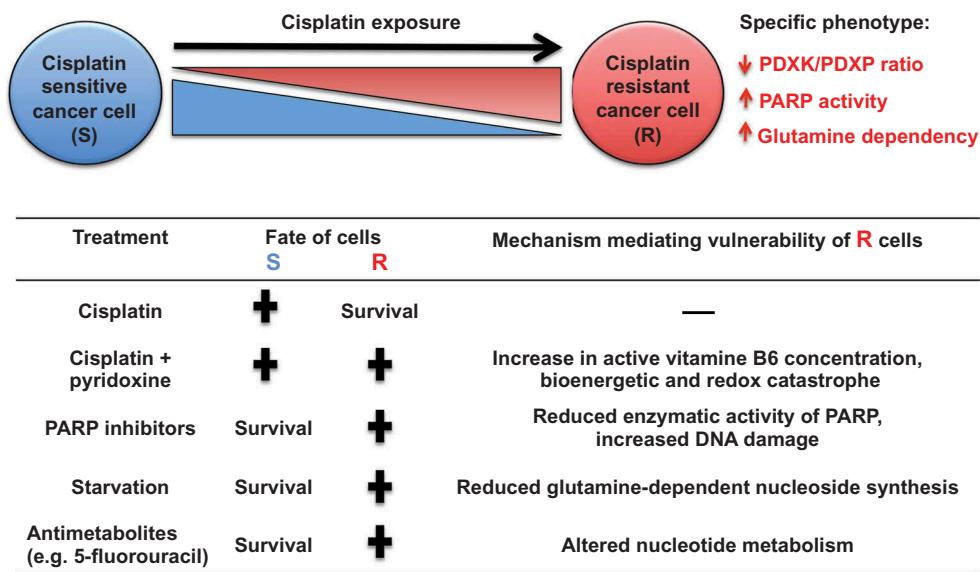 Cisplatin exposure
Specific phenotype:
Cisplatin
sensitive
cancer cell
(S)
Cisplatin
resistant
cancer cell
(R)
PDXK/PDXP ratio
PARP activity
Glutamine dependency
Treatment
Fate of cells
S R
Mechanism mediating vulnerability of R cells
Cisplatin
Survival
Cisplatin +
pyridoxine
Increase in active vitamine B6 concentration,
bioenergetic and redox catastrophe
PARP inhibitors
Survival
Reduced enzymatic activity of PARP,
increased DNA damage
Starvation
Survival
Reduced glutamine-dependent nucleoside synthesis
Antimetabolites
(e.g. 5-fluorouracil)
Survival
Altered nucleotide metabolism